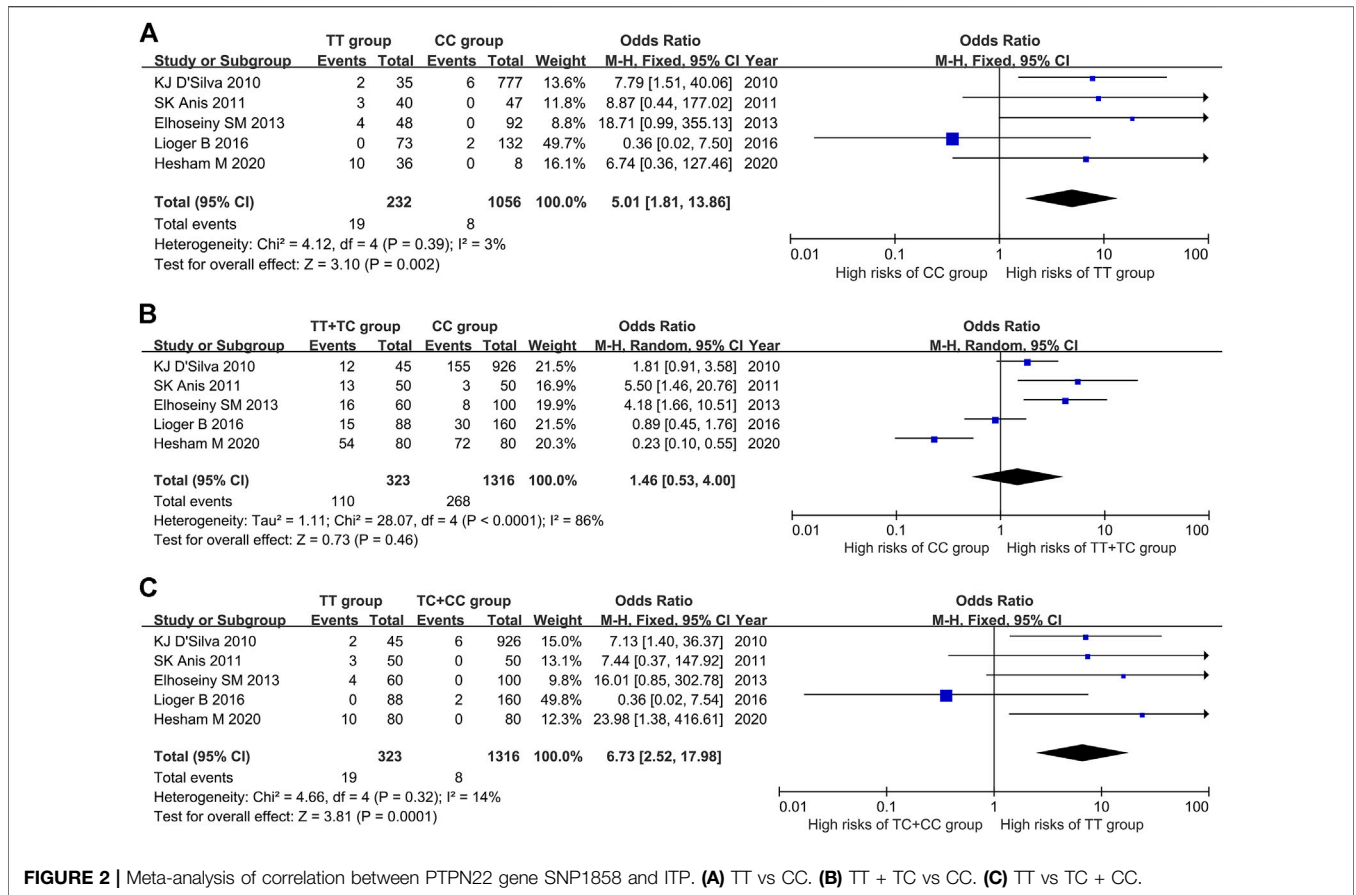 A
TT group CC group Odds Ratio Odds Ratio
Study or Subgroup Events Total Events Total Weight M-H, Fixed, 95% CI Year M-H, Fixed, 95% CI
KJ D'Silva 2010 2 35 6 777 13.6% 7.79 [1.51, 40.06] 2010
SK Anis 2011 3 40 0 47 11.8% 8.87 [0.44, 177.02] 2011
Elhoseiny SM 2013 4 48 0 92 8.8% 18.71 [0.99, 355.13] 2013
Lioger B 2016 0 73 2 132 49.7% 0.36 [0.02, 7.50] 2016
Hesham M 2020 10 36 0 8 16.1% 6.74 [0.36, 127.46] 2020
Total (95% CI) 232 1056 100.0% 5.01 [1.81, 13.86]
Total events 19 8
Heterogeneity: Chi² = 4.12, df = 4 (P = 0.39); I² = 3%
Test for overall effect: Z = 3.10 (P = 0.002)
0.01 0.1 1 10 100
High risks of CC group High risks of TT group
B
TT+TC group CC group Odds Ratio Odds Ratio
Study or Subgroup Events Total Events Total Weight M-H, Random, 95% CI Year M-H, Random, 95% CI
KJ D'Silva 2010 12 45 155 926 21.5% 1.81 [0.91, 3.58] 2010
SK Anis 2011 13 50 3 50 16.9% 5.50 [1.46, 20.76] 2011
Elhoseiny SM 2013 16 60 8 100 19.9% 4.18 [1.66, 10.51] 2013
Lioger B 2016 15 88 30 160 21.5% 0.89 [0.45, 1.76] 2016
Hesham M 2020 54 80 72 80 20.3% 0.23 [0.10, 0.55] 2020
Total (95% CI) 323 1316 100.0% 1.46 [0.53, 4.00]
Total events 110 268
Heterogeneity: Tau² = 1.11; Chi² = 28.07, df = 4 (P < 0.0001); I² = 86%
Test for overall effect: Z = 0.73 (P = 0.46)
0.01 0.1 1 10 100
High risks of CC group High risks of TT+TC group
C
TT group TC+CC group Odds Ratio Odds Ratio
Study or Subgroup Events Total Events Total Weight M-H, Fixed, 95% CI Year M-H, Fixed, 95% CI
KJ D'Silva 2010 2 45 6 926 15.0% 7.13 [1.40, 36.37] 2010
SK Anis 2011 3 50 0 50 13.1% 7.44 [0.37, 147.92] 2011
Elhoseiny SM 2013 4 60 0 100 9.8% 16.01 [0.85, 302.78] 2013
Lioger B 2016 0 88 2 160 49.8% 0.36 [0.02, 7.54] 2016
Hesham M 2020 10 80 0 80 12.3% 23.98 [1.38, 416.61] 2020
Total (95% CI) 323 1316 100.0% 6.73 [2.52, 17.98]
Total events 19 8
Heterogeneity: Chi² = 4.66, df = 4 (P = 0.32); I² = 14%
Test for overall effect: Z = 3.81 (P = 0.0001)
0.01 0.1 1 10 100
High risks of TC+CC group High risks of TT group
FIGURE 2 | Meta-analysis of correlation between PTPN22 gene SNP1858 and ITP. (A) TT vs CC. (B) TT + TC vs CC. (C) TT vs TC + CC.